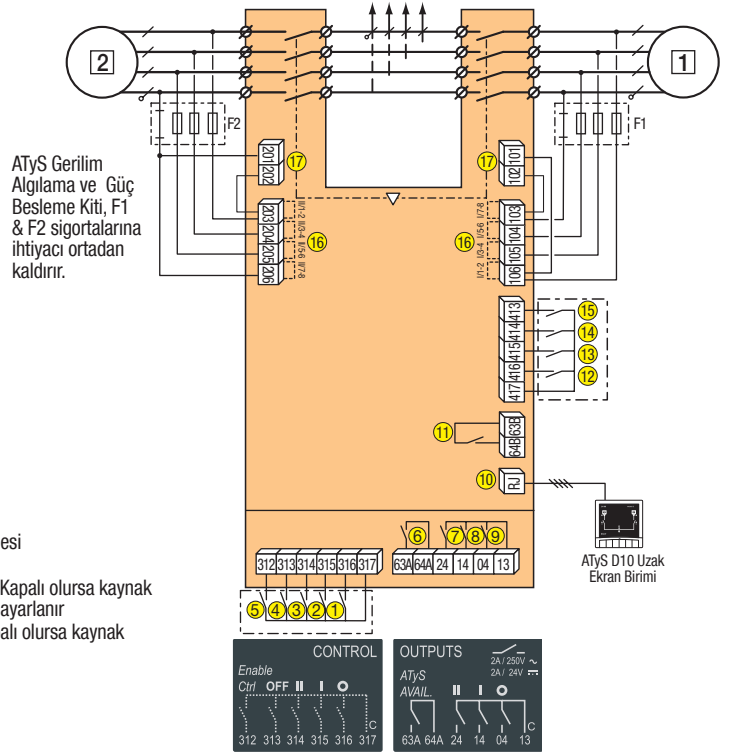 2
1
F2
F1
ATyS Gerilim
Algılama ve Güç
Besleme Kiti, F1
& F2 sigortalarına
ihtiyacı ortadan
kaldırır.
201
202
17
17
101
102
203
204
205
206
II/1-2
II/3-4
II/5-6
II/7-8
16
16
I/7-8
I/5-6
I/3-4
I/1-2
103
104
105
106
413
414
415
416
417
15
14
13
12
11
63B
64B
10
RJ
ATyS D10 Uzak
Ekran Birimi
esi
Kapalı olursa kaynak
ayarlanır
alı olursa kaynak
6 7 8 9
312 313 314 315 316 317
63A 64A 24 14 04 13
5 4 3 2 1
CONTROL
Enable
Ctrl OFF II I O
C
312 313 314 315 316 317
OUTPUTS
2A / 250V ~
2A / 24V ⎓
ATyS
AVAIL. II I O
C
63A 64A 24 14 04 13